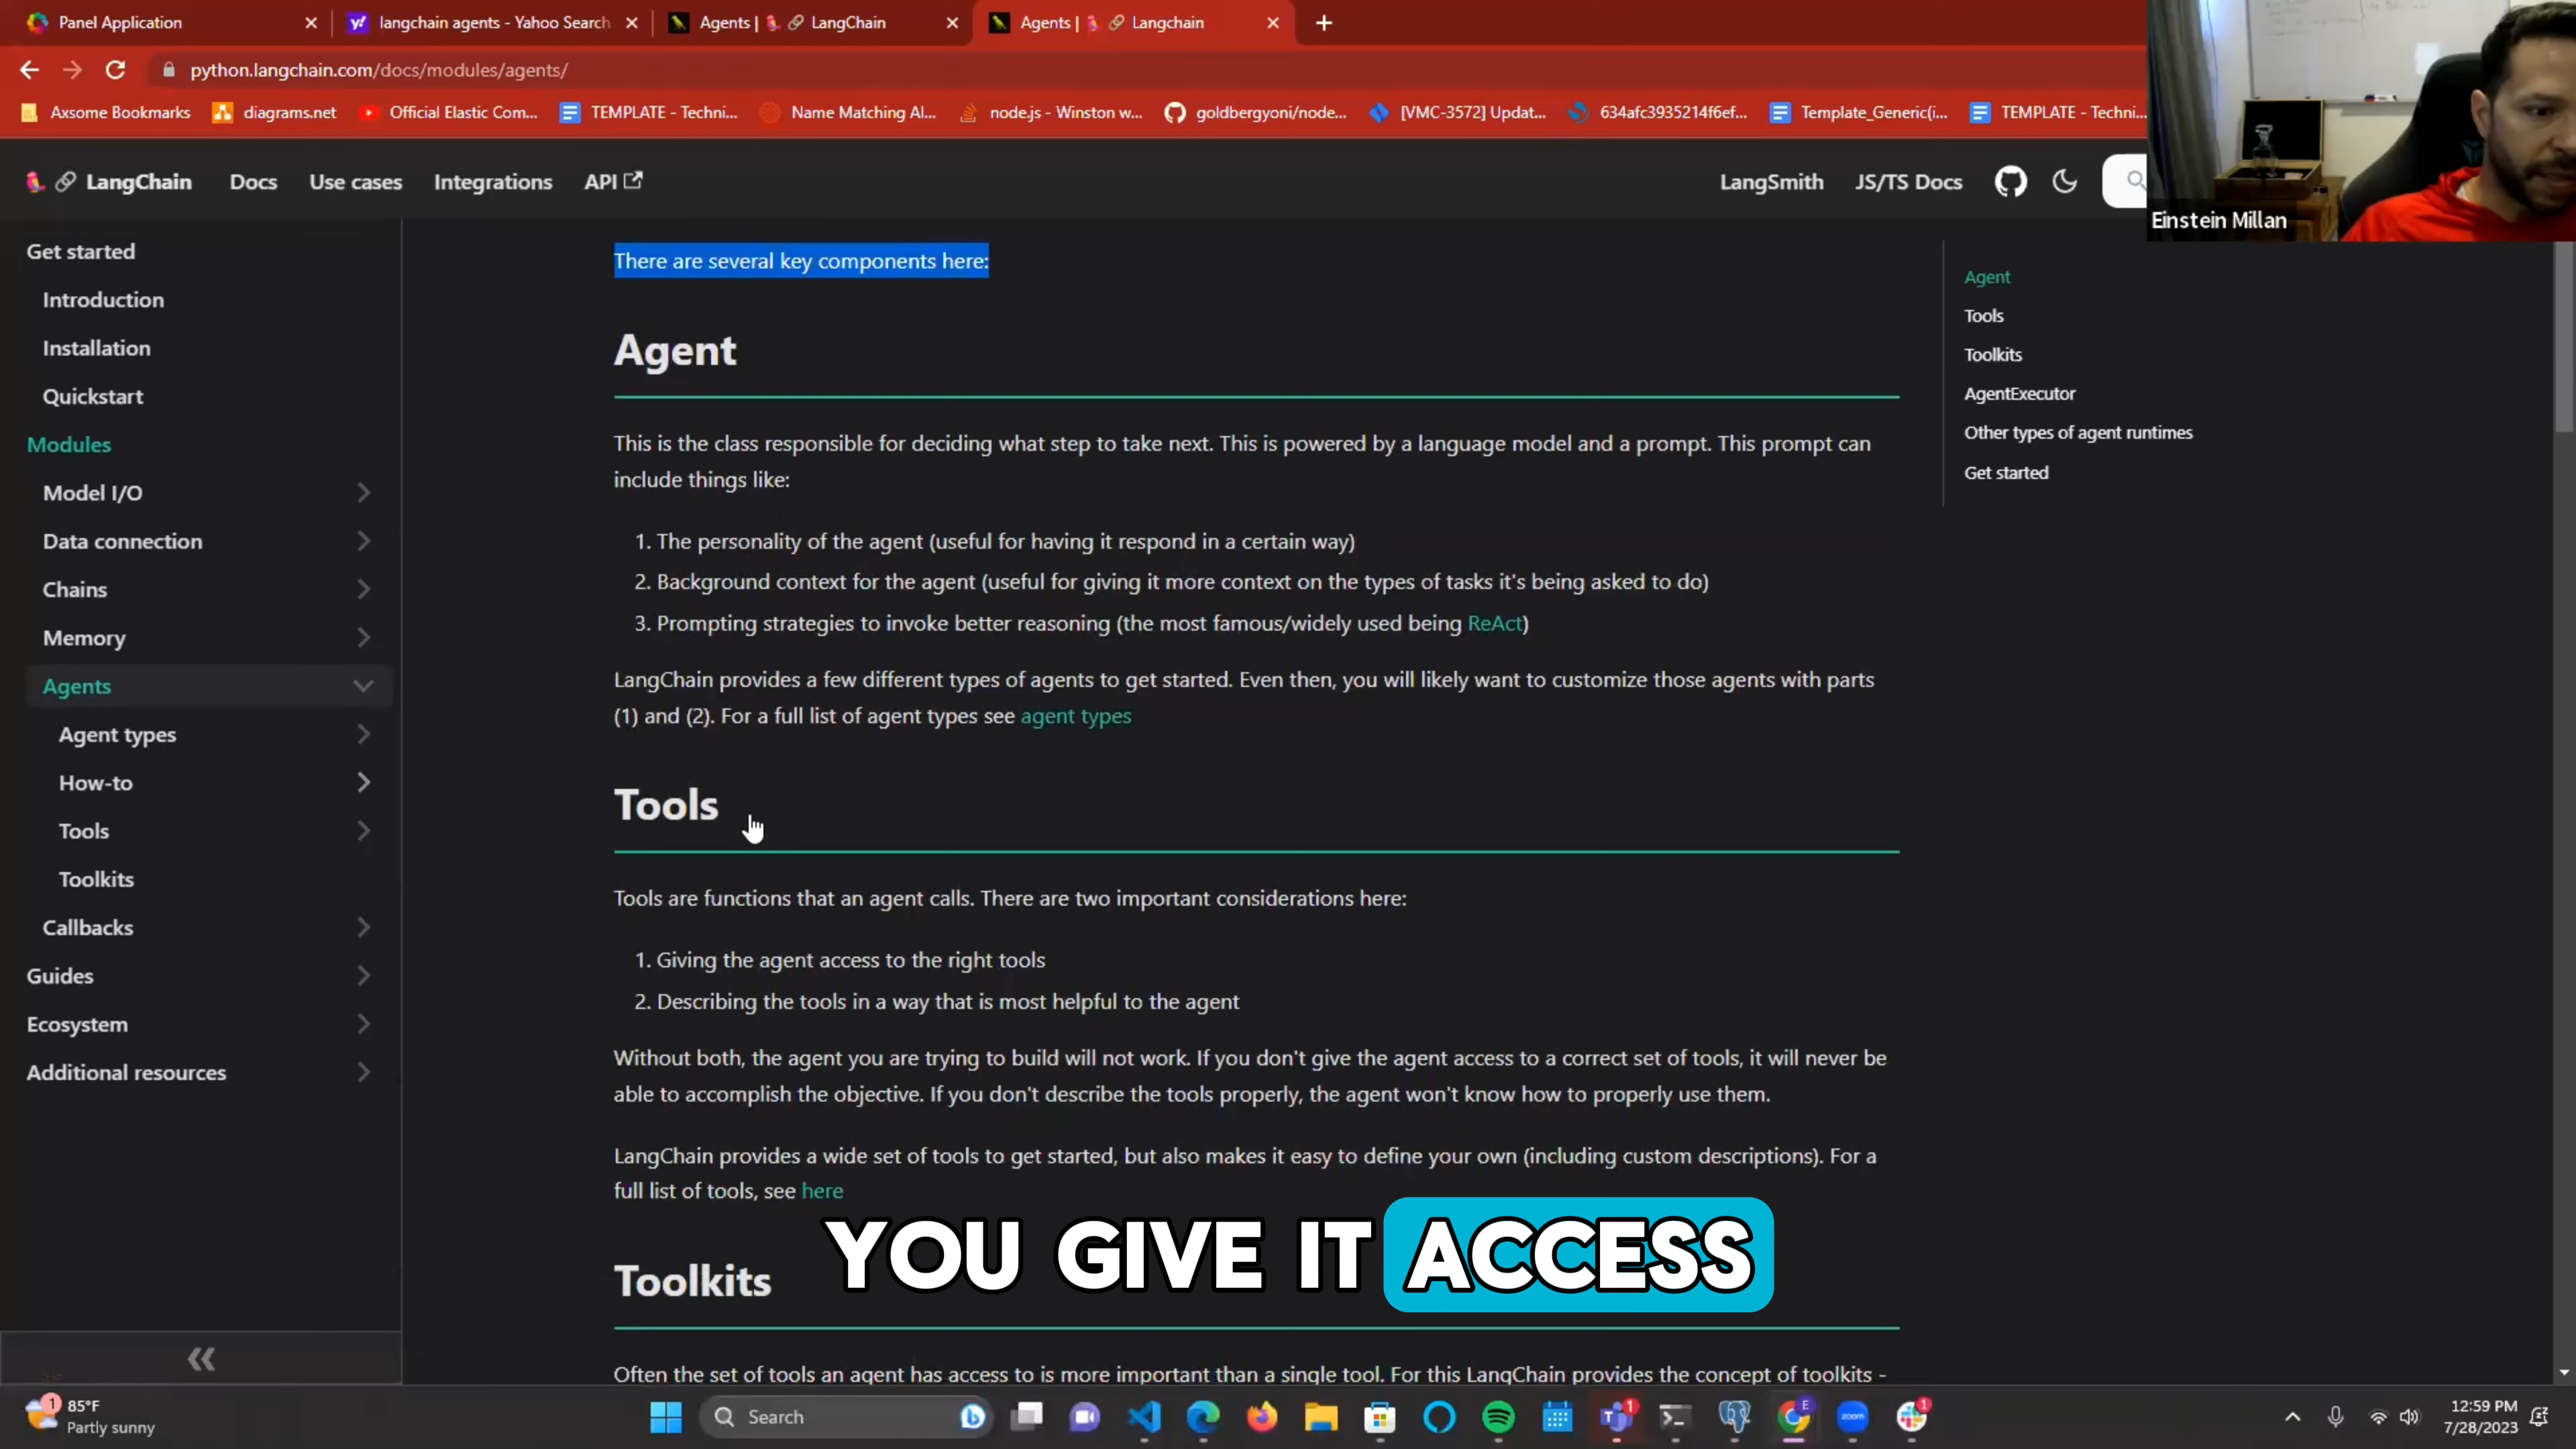 Panel Application
langchain agents - Yahoo Search
Agents | LangChain
Agents | Langchain
python.langchain.com/docs/modules/agents/
Axsome Bookmarks
diagrams.net
Official Elastic Com...
TEMPLATE - Techni...
Name Matching Al...
node.js - Winston w...
goldbergyoni/node...
[VMC-3572] Updat...
634afc3935214f6ef...
Template_Generic(i...
TEMPLATE - Techni...
Einstein Millan
LangChain
Docs
Use cases
Integrations
API
LangSmith
JS/TS Docs
Get started
Introduction
Installation
Quickstart
Modules
Model I/O
Data connection
Chains
Memory
Agents
Agent types
How-to
Tools
Toolkits
Callbacks
Guides
Ecosystem
Additional resources
There are several key components here:
Agent
This is the class responsible for deciding what step to take next. This is powered by a language model and a prompt. This prompt can
include things like:
1. The personality of the agent (useful for having it respond in a certain way)
2. Background context for the agent (useful for giving it more context on the types of tasks it's being asked to do)
3. Prompting strategies to invoke better reasoning (the most famous/widely used being ReAct)
LangChain provides a few different types of agents to get started. Even then, you will likely want to customize those agents with parts
(1) and (2). For a full list of agent types see agent types
Tools
Tools are functions that an agent calls. There are two important considerations here:
1. Giving the agent access to the right tools
2. Describing the tools in a way that is most helpful to the agent
Without both, the agent you are trying to build will not work. If you don't give the agent access to a correct set of tools, it will never be
able to accomplish the objective. If you don't describe the tools properly, the agent won't know how to properly use them.
LangChain provides a wide set of tools to get started, but also makes it easy to define your own (including custom descriptions). For a
full list of tools, see here
YOU GIVE IT ACCESS
Toolkits
Often the set of tools an agent has access to is more important than a single tool. For this LangChain provides the concept of toolkits -
Agent
Tools
Toolkits
AgentExecutor
Other types of agent runtimes
Get started
1
85°F
Partly sunny
Search
1
E
zoom
1
12:59 PM
7/28/2023